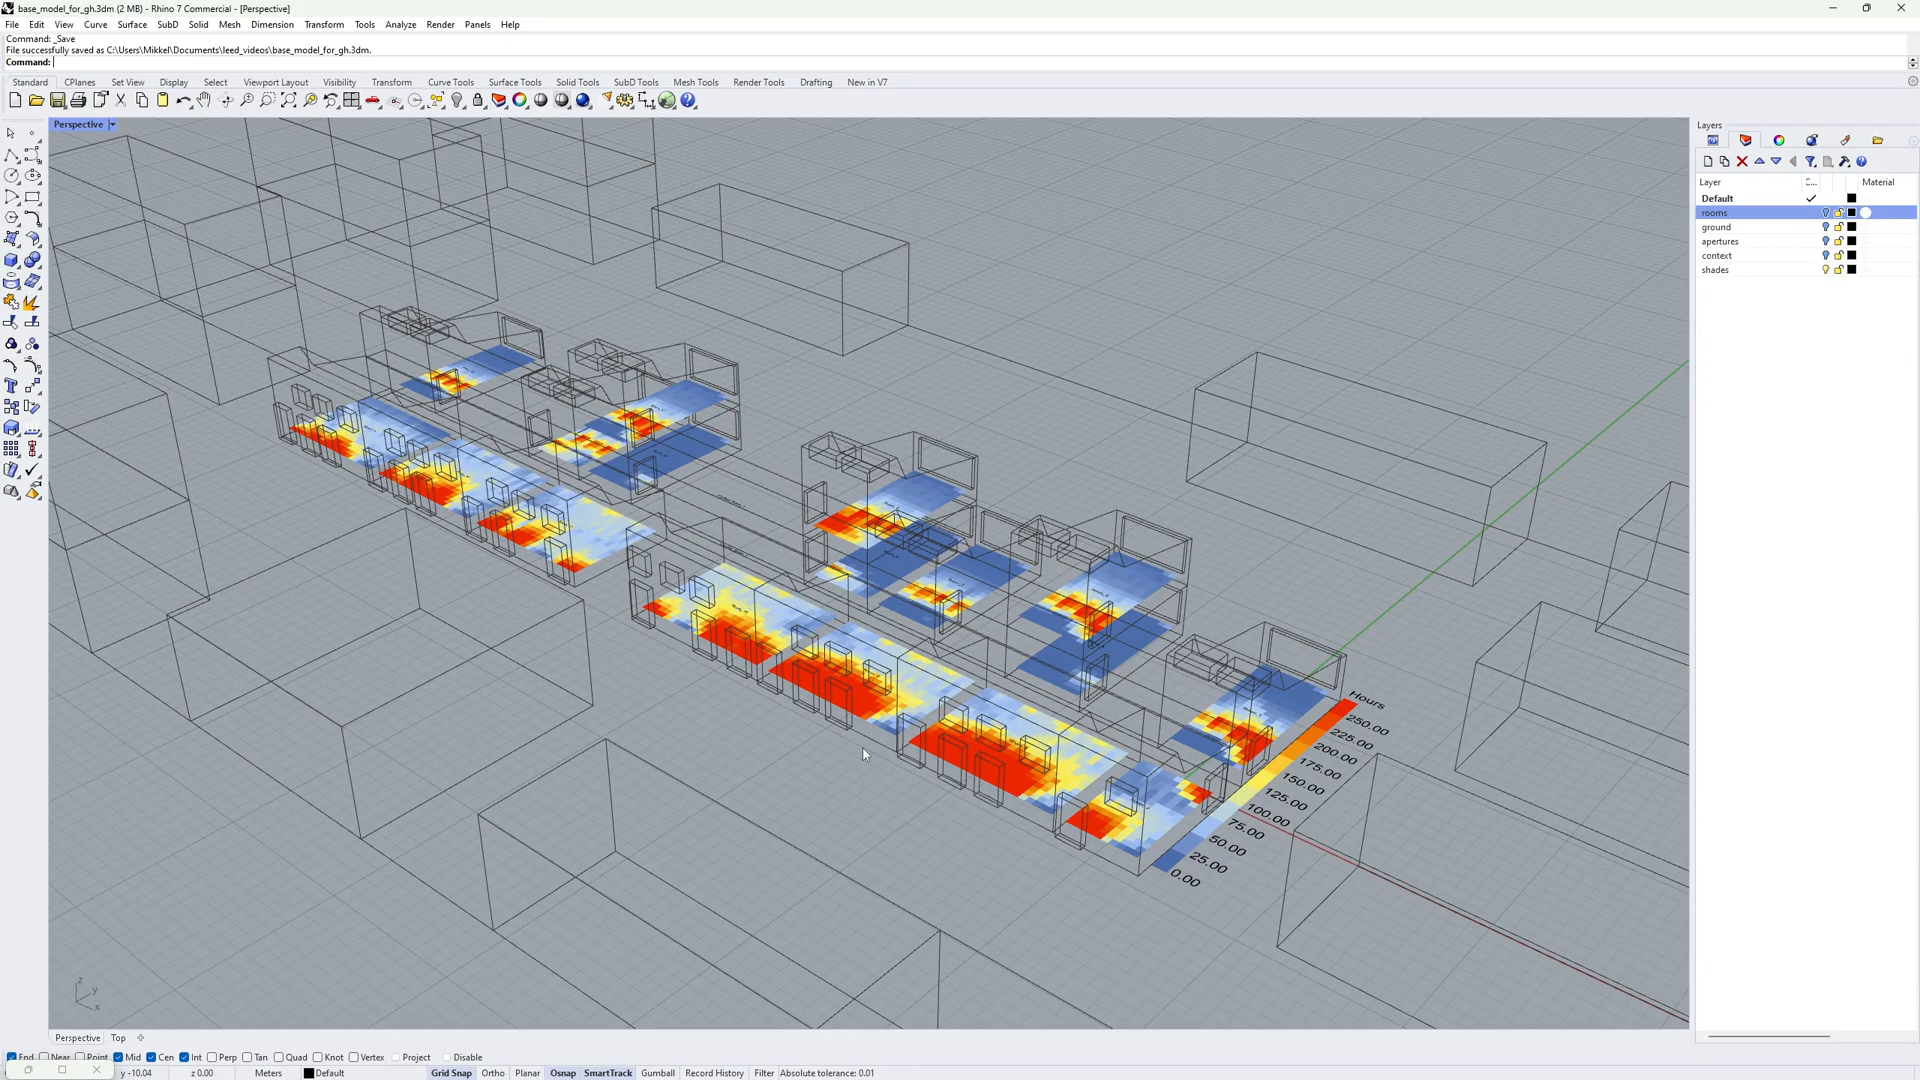 base_model_for_gh.3dm (2 MB) - Rhino 7 Commercial - [Perspective]
File Edit View Curve Surface SubD Solid Mesh Dimension Transform Tools Analyze Render Panels Help
Command: _Save
File successfully saved as C:\Users\Mikkel\Documents\leed_videos\base_model_for_gh.3dm.
Command:
Standard CPlanes Set View Display Select Viewport Layout Visibility Transform Curve Tools Surface Tools Solid Tools SubD Tools Mesh Tools Render Tools Drafting New in V7
Perspective
Layers
Layer C... Material
Default
rooms
ground
apertures
context
shades
Hours
250.00
225.00
200.00
175.00
150.00
125.00
100.00
75.00
50.00
25.00
0.00
z
y
x
Perspective Top
End Near Point Mid Cen Int Perp Tan Quad Knot Vertex Project Disable
y -10.04 z 0.00 Meters Default Grid Snap Ortho Planar Osnap SmartTrack Gumball Record History Filter Absolute tolerance: 0.01